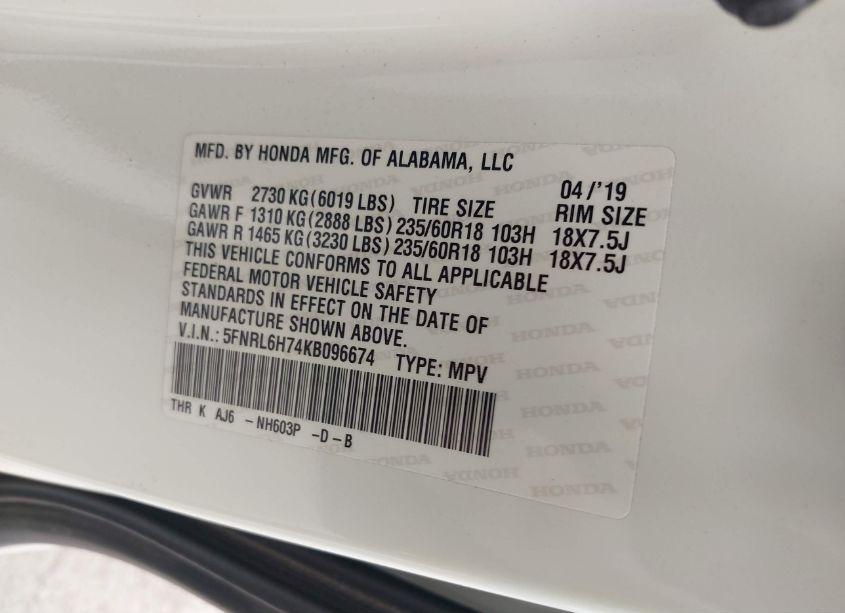 MFD. BY HONDA MFG. OF ALABAMA, LLC
04 /'19
GVWR 2730 KG (6019 LBS) TIRE SIZE RIM SIZE
GAWR F 1310 KG (2888 LBS) 235/60R18 103H 18X7.5J
GAWR R 1465 KG (3230 LBS) 235/60R18 103H 18X7.5J
THIS VEHICLE CONFORMS TO ALL APPLICABLE
FEDERAL MOTOR VEHICLE SAFETY
STANDARDS IN EFFECT ON THE DATE OF
MANUFACTURE SHOWN ABOVE.
V.I.N.: 5FNRL6H74KB096674 TYPE: MPV
THR K AJ6 -NH603P -D-B